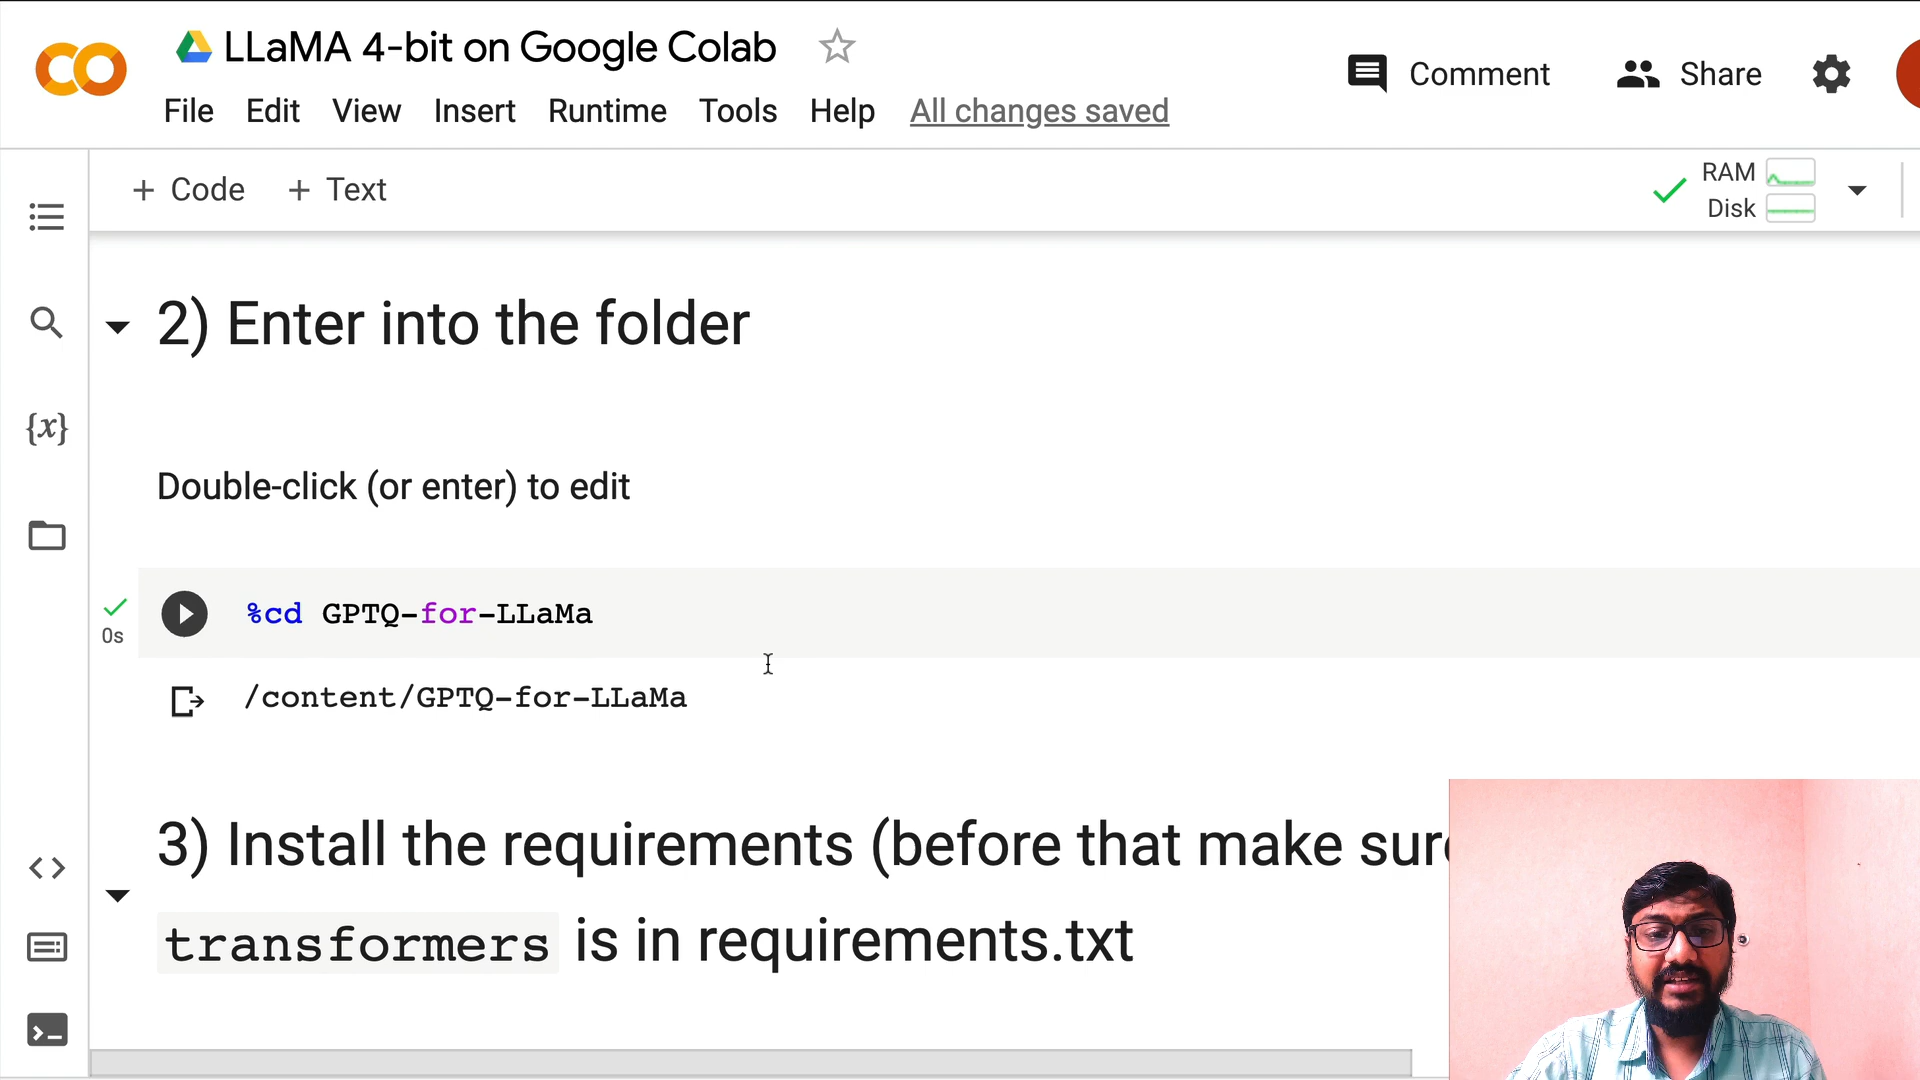 LLaMA 4-bit on Google Colab
Comment
Share
File Edit View Insert Runtime Tools Help All changes saved
+ Code + Text
RAM
Disk
2) Enter into the folder
{x}
Double-click (or enter) to edit
%cd GPTQ-for-LLaMa
0s
/content/GPTQ-for-LLaMa
3) Install the requirements (before that make sure
transformers is in requirements.txt